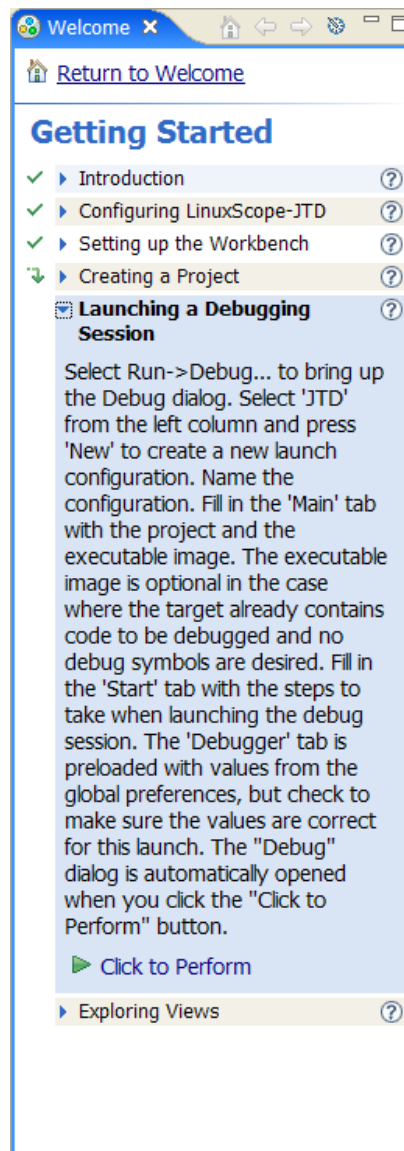 Welcome
Return to Welcome
Getting Started
Introduction
Configuring LinuxScope-JTD
Setting up the Workbench
Creating a Project
Launching a Debugging
Session
Select Run->Debug... to bring up
the Debug dialog. Select 'JTD'
from the left column and press
'New' to create a new launch
configuration. Name the
configuration. Fill in the 'Main' tab
with the project and the
executable image. The executable
image is optional in the case
where the target already contains
code to be debugged and no
debug symbols are desired. Fill in
the 'Start' tab with the steps to
take when launching the debug
session. The 'Debugger' tab is
preloaded with values from the
global preferences, but check to
make sure the values are correct
for this launch. The "Debug"
dialog is automatically opened
when you click the "Click to
Perform" button.
Click to Perform
Exploring Views